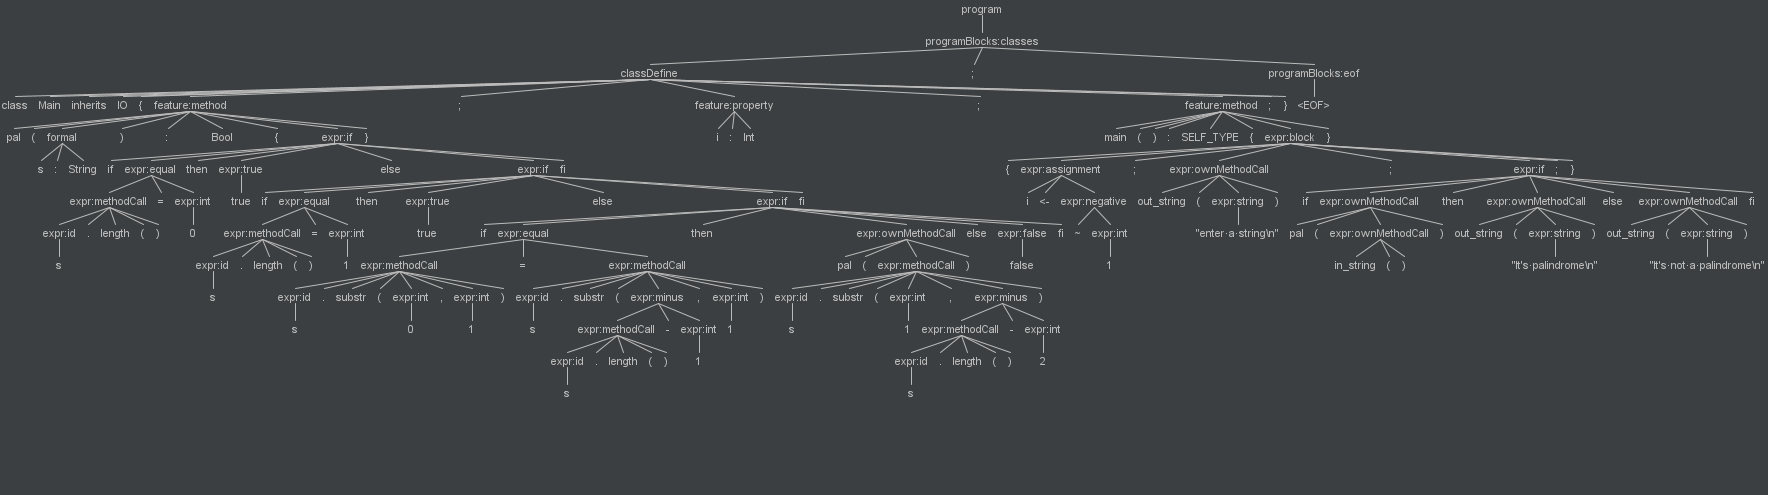 program
programBlocks:classes
classDefine ; programBlocks:eof
class Main inherits IO { feature:method ; feature:property ; feature:method ; } <EOF>
pal ( formal ) : Bool { expr:if } i : Int main ( ) : SELF_TYPE { expr:block }
s : String if expr:equal then expr:true else expr:if fi { expr:assignment ; expr:ownMethodCall ; expr:if ; }
expr:methodCall = expr:int true if expr:equal then expr:true else expr:if fi i <- expr:negative out_string ( expr:string ) if expr:ownMethodCall then expr:ownMethodCall else expr:ownMethodCall fi
expr:id . length ( ) 0 expr:methodCall = expr:int true if expr:equal then expr:ownMethodCall else expr:false fi ~ expr:int "enter·a·string\n" pal ( expr:ownMethodCall ) out_string ( expr:string ) out_string ( expr:string )
s expr:id . length ( ) 1 expr:methodCall = expr:methodCall pal ( expr:methodCall ) false 1 in_string ( ) "It's·palindrome\n" "It's·not·a·palindrome\n"
s expr:id . substr ( expr:int , expr:int ) expr:id . substr ( expr:minus , expr:int ) expr:id . substr ( expr:int , expr:minus )
s 0 1 s expr:methodCall - expr:int 1 s 1 expr:methodCall - expr:int
expr:id . length ( ) 1 expr:id . length ( ) 2
s s